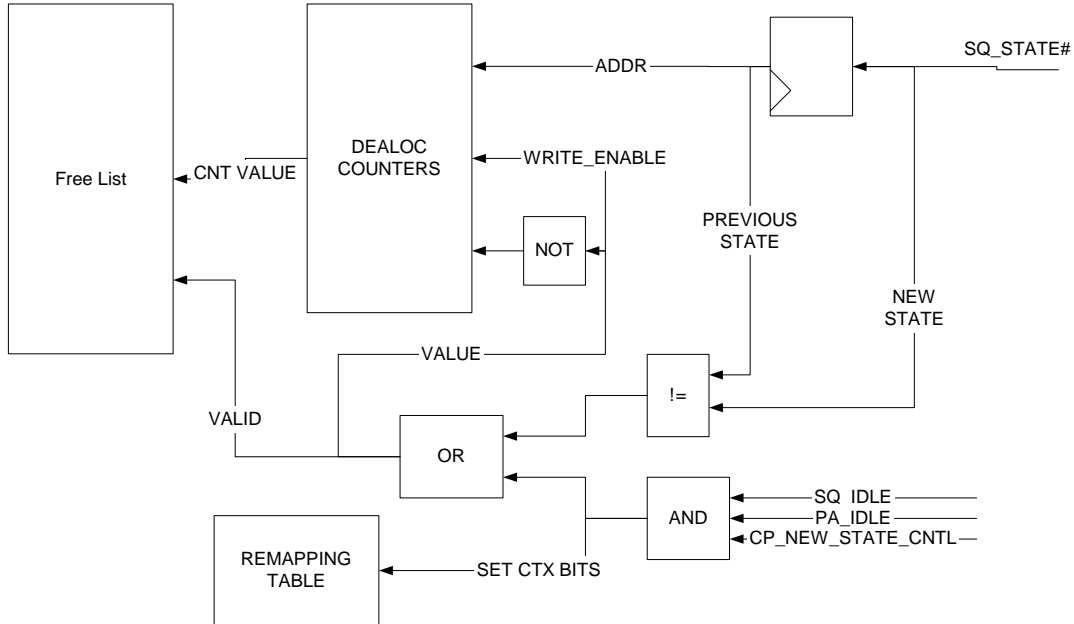 SQ_STATE#
ADDR
DEALOC
COUNTERS
WRITE_ENABLE
CNT VALUE
Free List
PREVIOUS
STATE
NOT
NEW
STATE
VALUE
!=
VALID
OR
SQ_IDLE
PA_IDLE
CP_NEW_STATE_CNTL
AND
REMAPPING
TABLE
SET CTX BITS